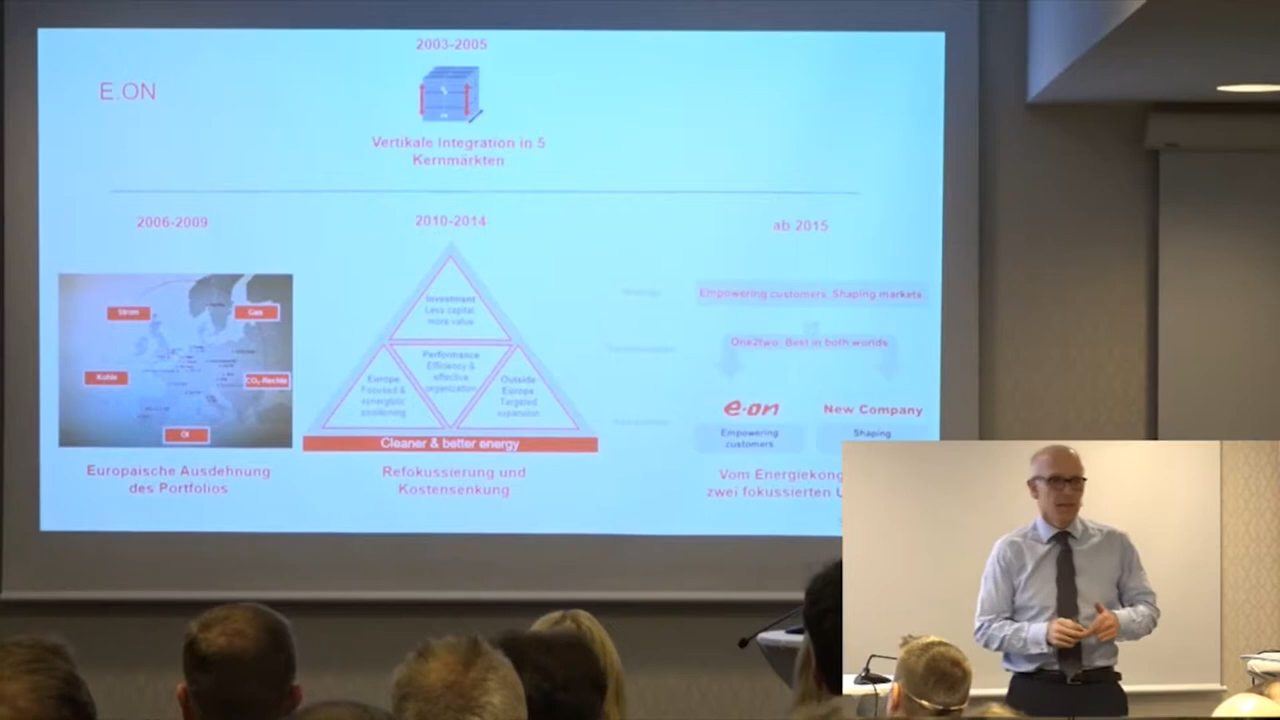 2003-2005
E.ON
Vertikale Integration in 5
Kernmärkten
2006-2009
2010-2014
ab 2015
Strom
Gas
Kohle
CO₂-Rechte
Öl
Investment
Less capital,
more value
Performance
Efficiency &
effective
organization
Europe
Focused &
synergistic
positioning
Outside
Europe
Targeted
expansion
Cleaner & better energy
Empowering customers. Shaping markets
One2two: Best in both worlds
e·on
New Company
Empowering
customers
Shaping
Europäische Ausdehnung
des Portfolios
Refokussierung und
Kostensenkung
Vom Energiekong
zwei fokussierten U